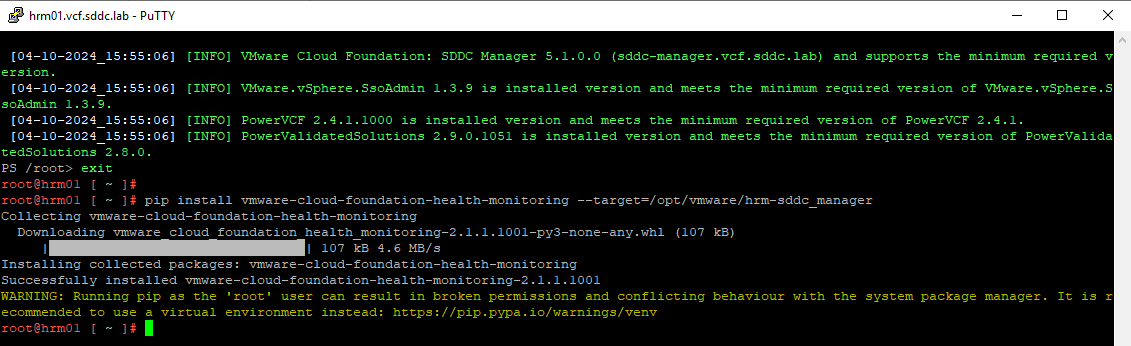 hrm01.vcf.sddc.lab - PuTTY
[04-10-2024_15:55:06] [INFO] VMware Cloud Foundation: SDDC Manager 5.1.0.0 (sddc-manager.vcf.sddc.lab) and supports the minimum required v
ersion.
[04-10-2024_15:55:06] [INFO] VMware.vSphere.SsoAdmin 1.3.9 is installed version and meets the minimum required version of VMware.vSphere.S
soAdmin 1.3.9.
[04-10-2024_15:55:06] [INFO] PowerVCF 2.4.1.1000 is installed version and meets the minimum required version of PowerVCF 2.4.1.
[04-10-2024_15:55:06] [INFO] PowerValidatedSolutions 2.9.0.1051 is installed version and meets the minimum required version of PowerValida
tedSolutions 2.8.0.
PS /root> exit
root@hrm01 [ ~ ]#
root@hrm01 [ ~ ]# pip install vmware-cloud-foundation-health-monitoring --target=/opt/vmware/hrm-sddc_manager
Collecting vmware-cloud-foundation-health-monitoring
Downloading vmware_cloud_foundation_health_monitoring-2.1.1.1001-py3-none-any.whl (107 kB)
|████████████████████████████████| 107 kB 4.6 MB/s
Installing collected packages: vmware-cloud-foundation-health-monitoring
Successfully installed vmware-cloud-foundation-health-monitoring-2.1.1.1001
WARNING: Running pip as the 'root' user can result in broken permissions and conflicting behaviour with the system package manager. It is r
ecommended to use a virtual environment instead: https://pip.pypa.io/warnings/venv
root@hrm01 [ ~ ]#